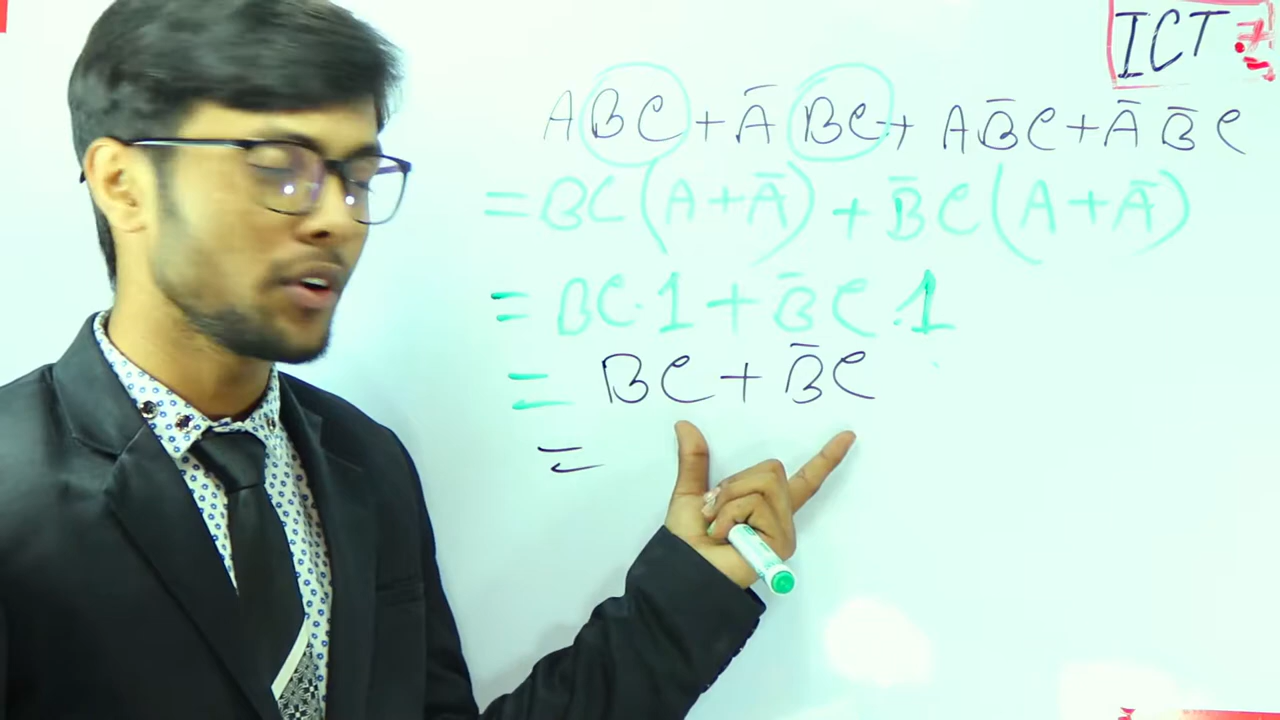 ICT
ABC + ĀBC + AB̄C + ĀB̄C
= BC(A+Ā) + B̄C(A+Ā)
= BC.1 + B̄C.1
= BC + B̄C
=